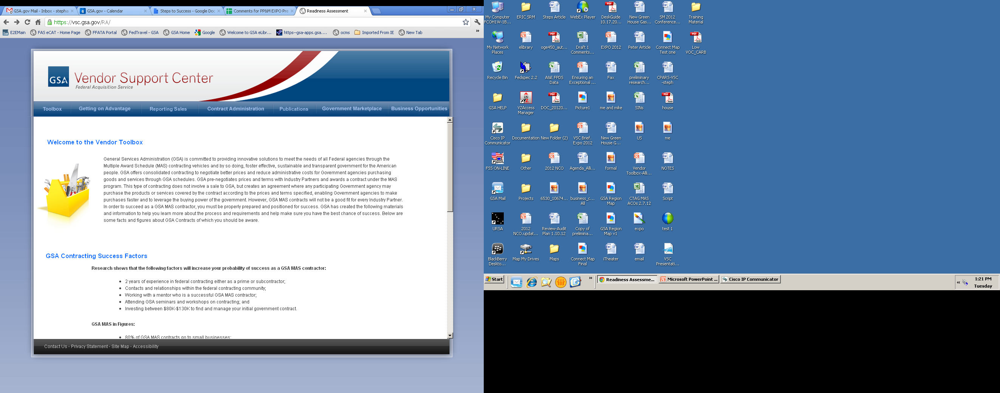 GSA.gov Mail - Inbox - stepha
GSA.gov - Calendar
Steps to Success - Google Doc
Comments for PP&M EXPO Pre
Readiness Assessment
https://vsc.gsa.gov/RA/
E2EMain
FAS eCAT - Home Page
FFATA Portal
FedTravel - GSA
GSA Home
Google
Welcome to GSA eLibr...
https--gsa-apps.gsa....
ocms
Imported From IE
New Tab
»
GSA
Vendor Support Center
Federal Acquisition Service
Toolbox
Getting on Advantage
Reporting Sales
Contract Administration
Publications
Government Marketplace
Business Opportunities
Welcome to the Vendor Toolbox
General Services Administration (GSA) is committed to providing innovative solutions to meet the needs of all Federal agencies through the
Multiple Award Schedule (MAS) contracting vehicles and by so doing, foster effective, sustainable and transparent government for the American
people. GSA offers consolidated contracting to negotiate better prices and reduce administrative costs for Government agencies purchasing
goods and services through GSA schedules. GSA pre-negotiates prices and terms with Industry Partners and awards a contract under the MAS
program. This type of contracting does not involve a sale to GSA, but creates an agreement where any participating Government agency may
purchase the products or services covered by the contract according to the prices and terms specified, enabling Government agencies to make
purchases faster and to leverage the buying power of the government. However, GSA MAS contracts will not be a good fit for every Industry Partner.
In order to succeed as a GSA MAS contractor, you must be properly prepared and positioned for success. GSA has created the following materials
and information to help you learn more about the process and requirements and help make sure you have the best chance of success. Below are
some facts and figures about GSA Contracts of which you should be aware.
GSA Contracting Success Factors
Research shows that the following factors will increase your probability of success as a GSA MAS contractor:
• 2 years of experience in federal contracting either as a prime or subcontractor;
• Contacts and relationships within the federal contracting community;
• Working with a mentor who is a successful GSA MAS contractor;
• Attending GSA seminars and workshops on contracting; and
• Investing between $80K-$130K to find and manage your initial government contract.
GSA MAS in Figures:
• 80% of GSA MAS contracts go to small businesses;
Contact Us - Privacy Statement - Site Map - Accessibility
My Computer
FCOH1W-1B...
ERIC SRM
Steps Article
WebEx Player
DeskGuide
10.17.20...
New Green
House Gas...
SM 2012
Conference...
Training
Material
My Network
Places
elibrary
oge450_aut...
Draft 1
Comments...
EXPO 2012
Peter Article
Connect Map
Test one
Low
VOC_CARB
Recycle Bin
Fedspec 2.2
A&E FPDS
Data
Ensuring an
Exceptional ...
Fax
preliminary
research...
CPARS-VSC
-steph
GSA HELP
VZAccess
Manager
DOC_20120...
Picture1
me and mike
SINs
house
Cisco IP
Communicator
Documentation
New Folder (2)
VSC Brief.
Expo 2012
New Green
House G...
US
me
FSS ON-LINE
Other
2012 NCO
Agenda_Alli...
formal
Vendor
Toolbox-Alli...
NOTES
GSA Mail
Projects
6530_10674...
business_c...
All
GSA Region
Map
CTAG MAS
ACOs 2.7.12
Script
URSA
2012
NCO.updat...
Review-Audit
Plan 1.10.12
Copy of
prelimina...
GSA Region
Map v1
expo
test 1
BlackBerry
Deskto...
Map My Drives
Maps
Connect Map
Final
iTheater
email
VSC
Presentati...
Start
»
Readiness Assessme...
Microsoft PowerPoint ...
Cisco IP Communicator
«
1:21 PM
Tuesday